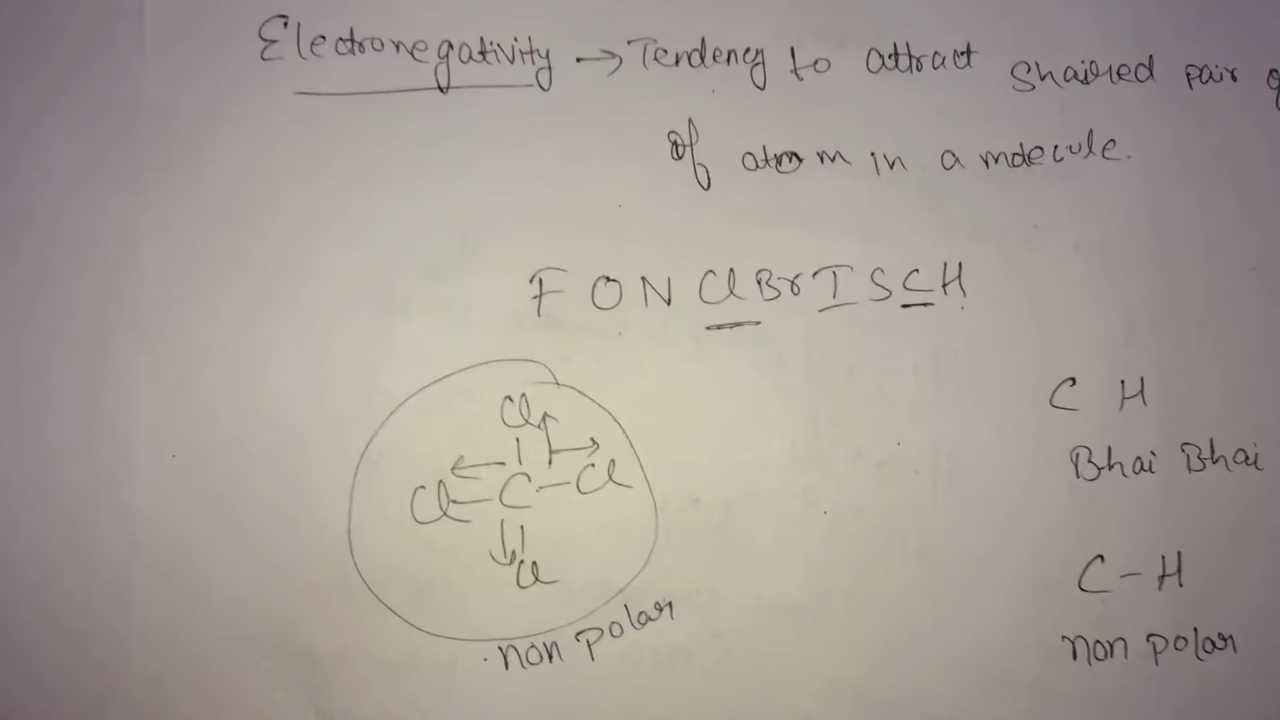 Electronegativity → Tendency to attract shaired pair
of atom in a molecule.
F O N Cl Br I S C H
Cl
Cl - C - Cl
Cl
non polar
C H
Bhai Bhai
C-H
non polar